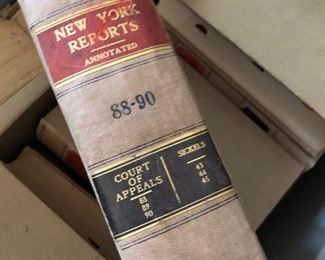 NEW YORK
REPORTS
ANNOTATED
88-90
COURT
OF
APPEALS
88
89
90
SICKELS
43
44
45